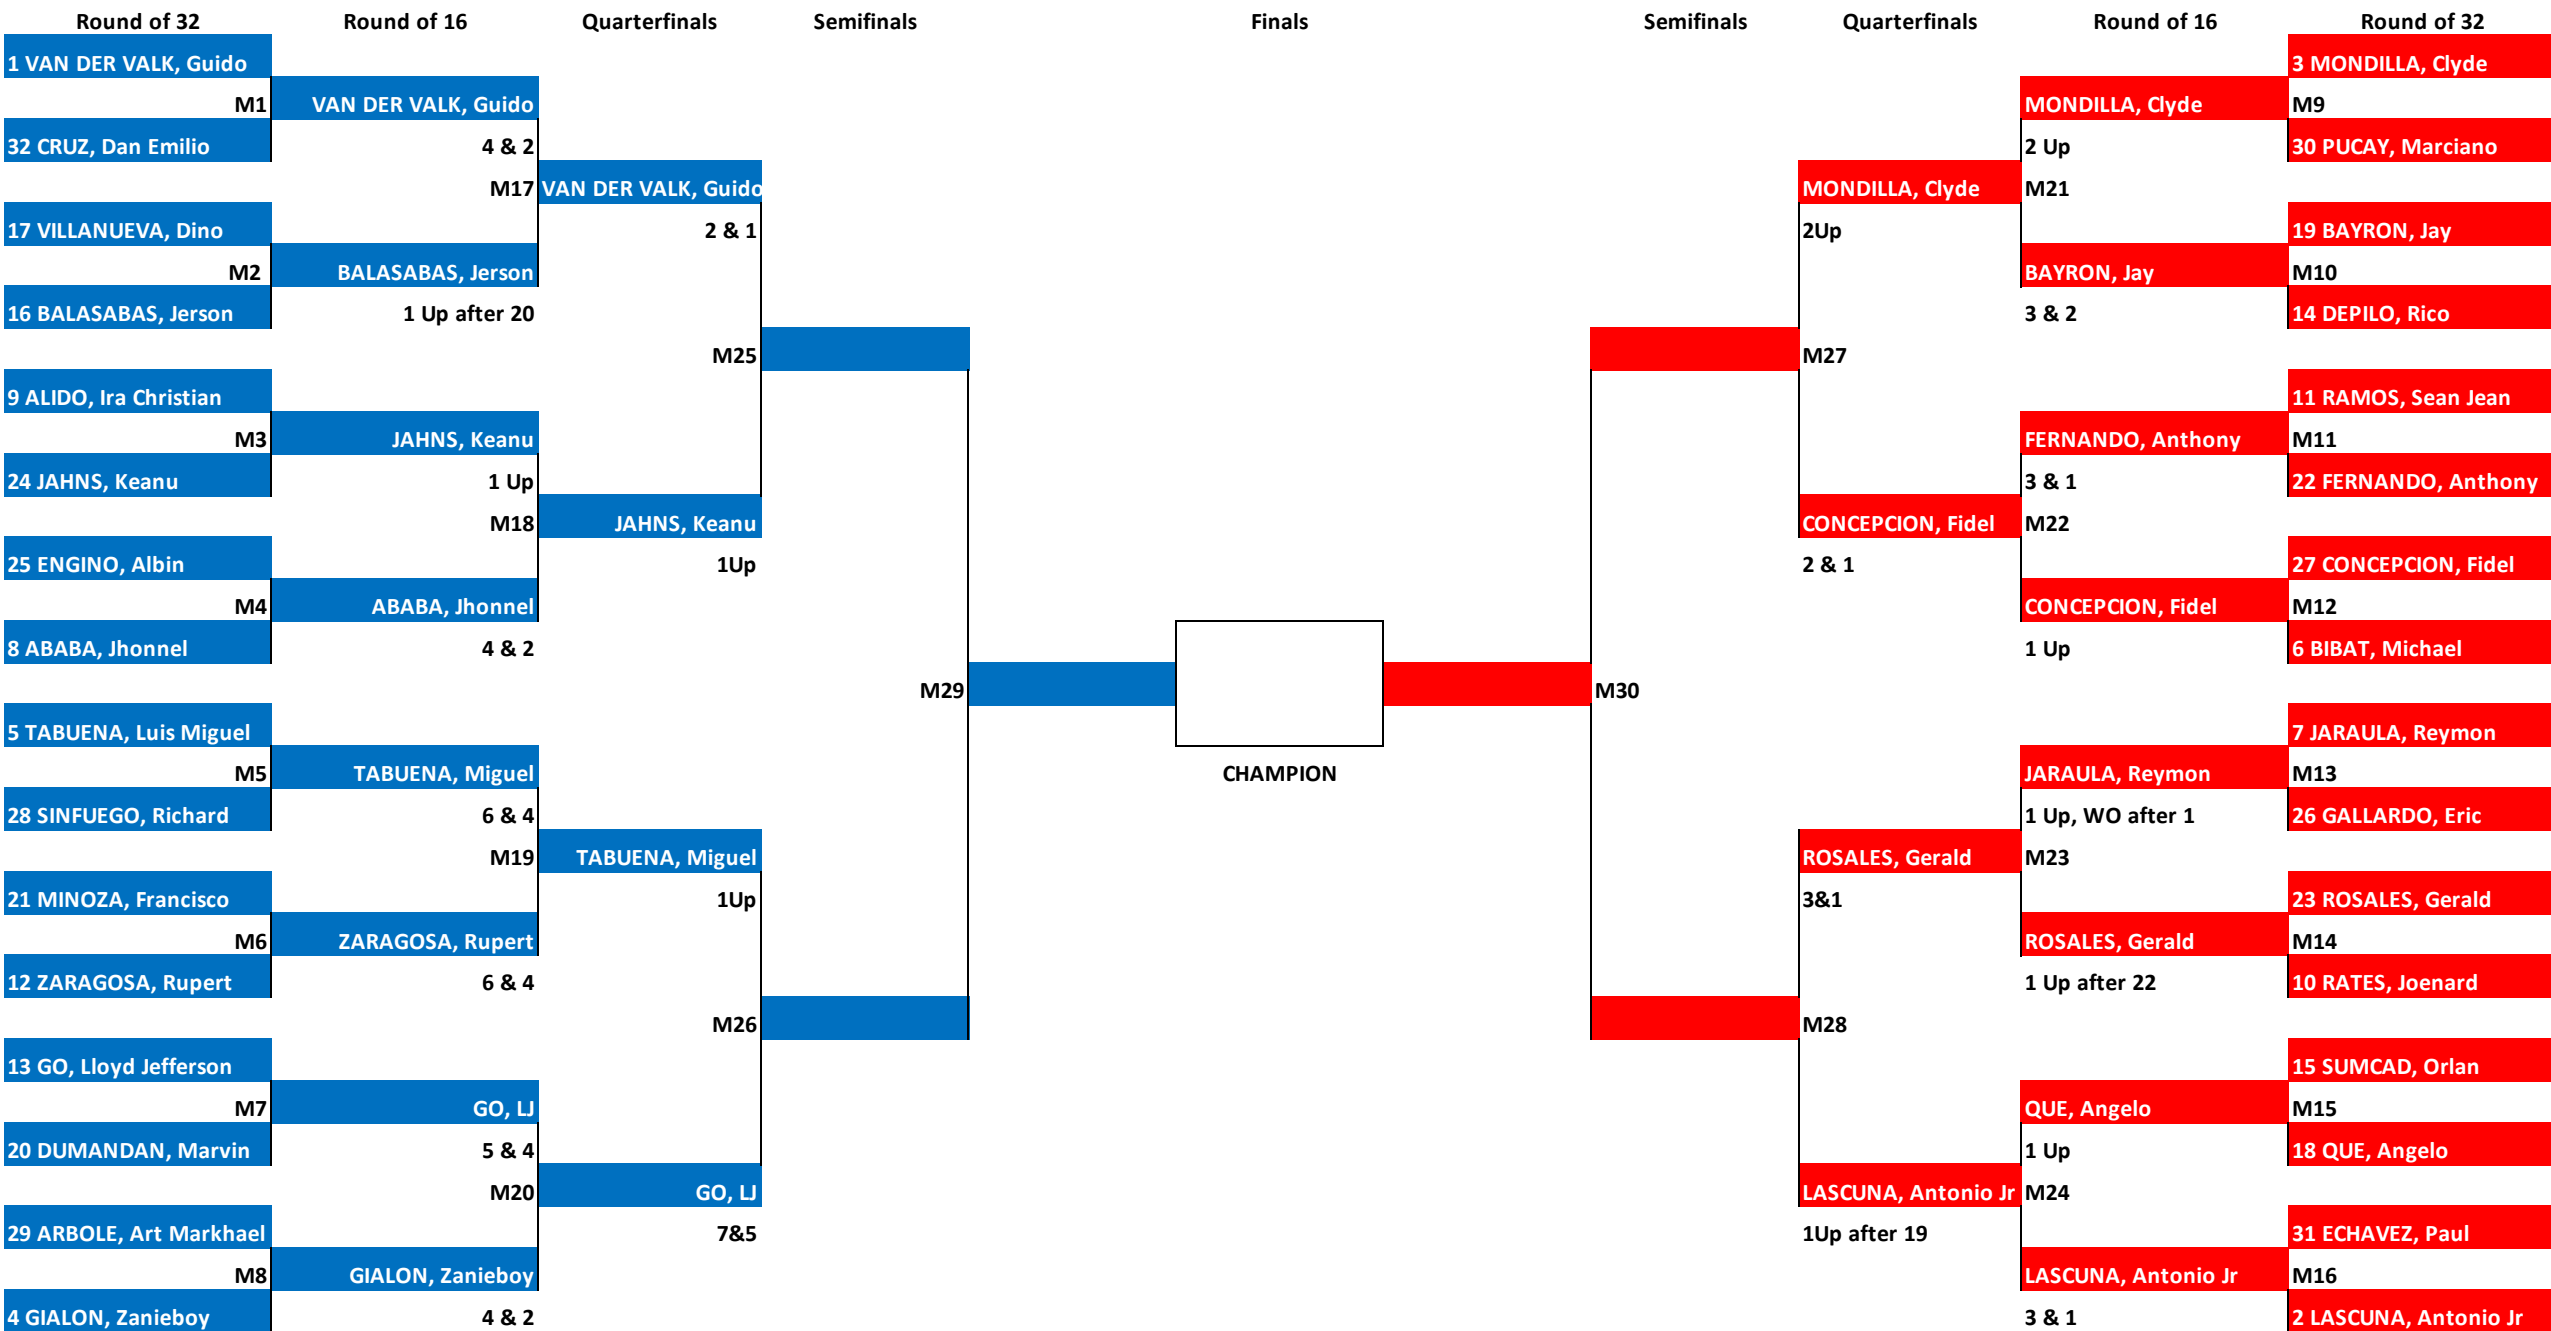 Round of 32 Round of 16 Quarterfinals Semifinals Finals Semifinals Quarterfinals Round of 16 Round of 32
1 VAN DER VALK, Guido 3 MONDILLA, Clyde
M1 VAN DER VALK, Guido MONDILLA, Clyde M9
32 CRUZ, Dan Emilio 4 & 2 2 Up 30 PUCAY, Marciano
M17 VAN DER VALK, Guido MONDILLA, Clyde M21
17 VILLANUEVA, Dino 2 & 1 2Up 19 BAYRON, Jay
M2 BALASABAS, Jerson BAYRON, Jay M10
16 BALASABAS, Jerson 1 Up after 20 3 & 2 14 DEPILO, Rico
M25 M27
9 ALIDO, Ira Christian 11 RAMOS, Sean Jean
M3 JAHNS, Keanu FERNANDO, Anthony M11
24 JAHNS, Keanu 1 Up 3 & 1 22 FERNANDO, Anthony
M18 JAHNS, Keanu CONCEPCION, Fidel M22
25 ENGINO, Albin 1Up 2 & 1 27 CONCEPCION, Fidel
M4 ABABA, Jhonnel CONCEPCION, Fidel M12
8 ABABA, Jhonnel 4 & 2 1 Up 6 BIBAT, Michael
M29 M30
5 TABUENA, Luis Miguel 7 JARAULA, Reymon
M5 TABUENA, Miguel CHAMPION JARAULA, Reymon M13
28 SINFUEGO, Richard 6 & 4 1 Up, WO after 1 26 GALLARDO, Eric
M19 TABUENA, Miguel ROSALES, Gerald M23
21 MINOZA, Francisco 1Up 3&1 23 ROSALES, Gerald
M6 ZARAGOSA, Rupert ROSALES, Gerald M14
12 ZARAGOSA, Rupert 6 & 4 1 Up after 22 10 RATES, Joenard
M26 M28
13 GO, Lloyd Jefferson 15 SUMCAD, Orlan
M7 GO, LJ QUE, Angelo M15
20 DUMANDAN, Marvin 5 & 4 1 Up 18 QUE, Angelo
M20 GO, LJ LASCUNA, Antonio Jr M24
29 ARBOLE, Art Markhael 7&5 1Up after 19 31 ECHAVEZ, Paul
M8 GIALON, Zanieboy LASCUNA, Antonio Jr M16
4 GIALON, Zanieboy 4 & 2 3 & 1 2 LASCUNA, Antonio Jr